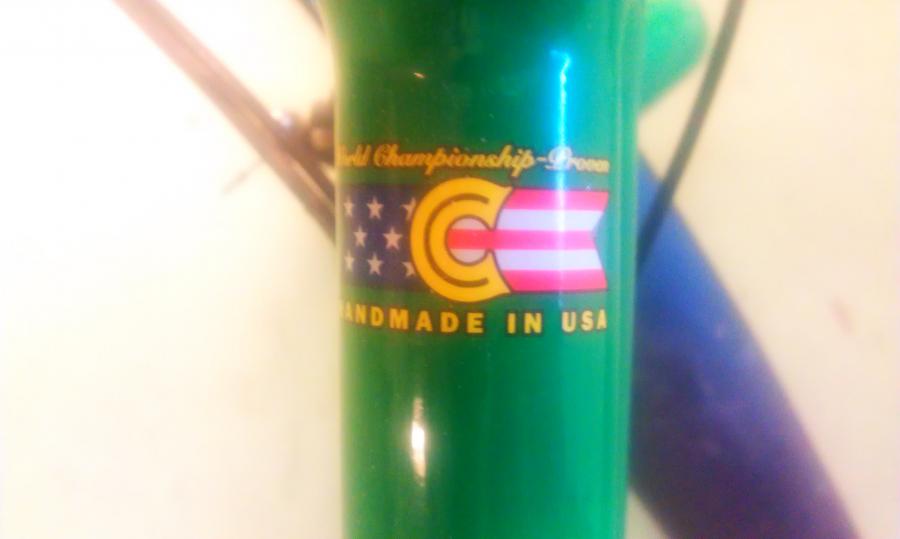 World Championship-Proven
C
HANDMADE IN USA